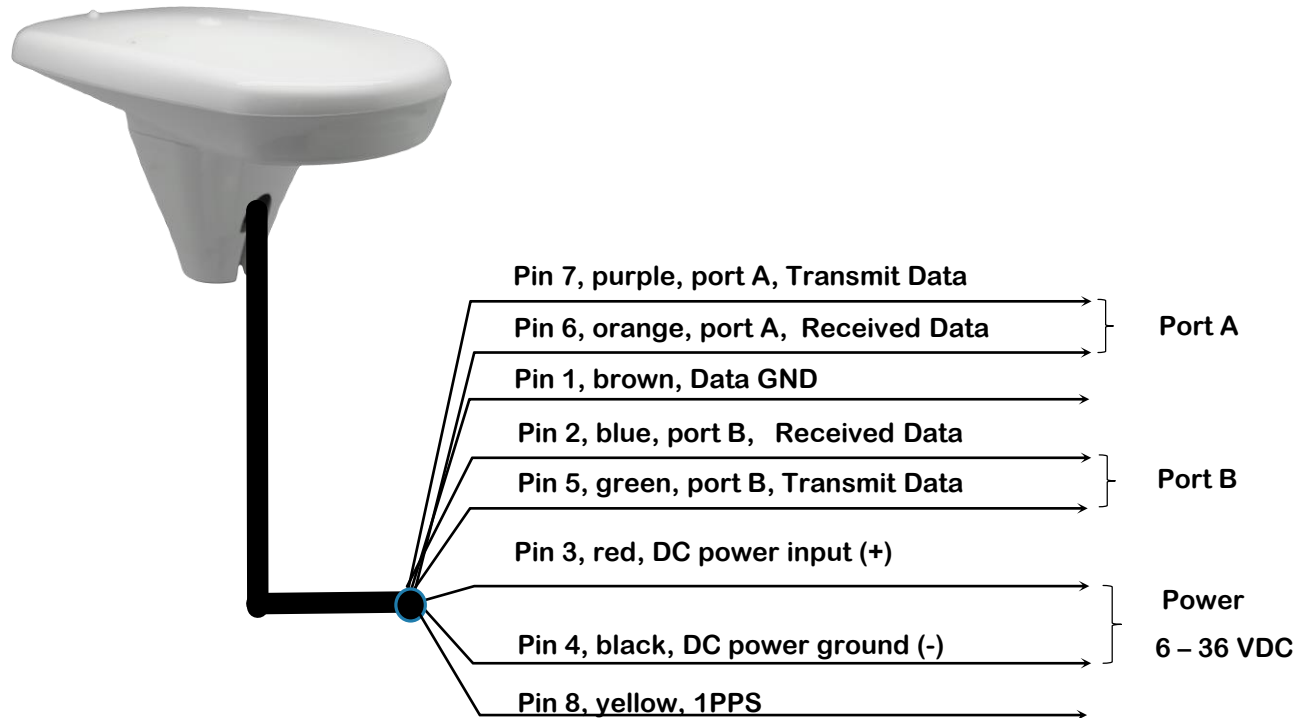 Pin 7, purple, port A, Transmit Data
Pin 6, orange, port A, Received Data
Port A
Pin 1, brown, Data GND
Pin 2, blue, port B, Received Data
Pin 5, green, port B, Transmit Data
Port B
Pin 3, red, DC power input (+)
Power
6 – 36 VDC
Pin 4, black, DC power ground (-)
Pin 8, yellow, 1PPS